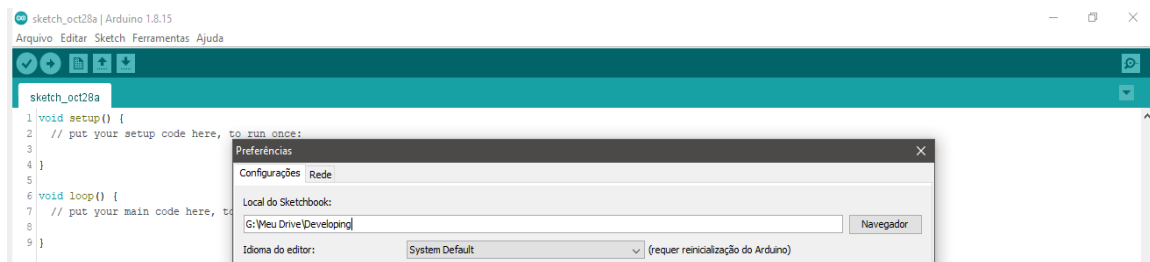 sketch_oct28a | Arduino 1.8.15
Arquivo Editar Sketch Ferramentas Ajuda
sketch_oct28a
1 void setup() {
2 // put your setup code here, to run once:
3
4 }
5
6 void loop() {
7 // put your main code here, to
8
9 }
Preferências
Configurações Rede
Local do Sketchbook:
G:\Meu Drive\Developing Navegador
Idioma do editor: System Default (requer reinicialização do Arduino)